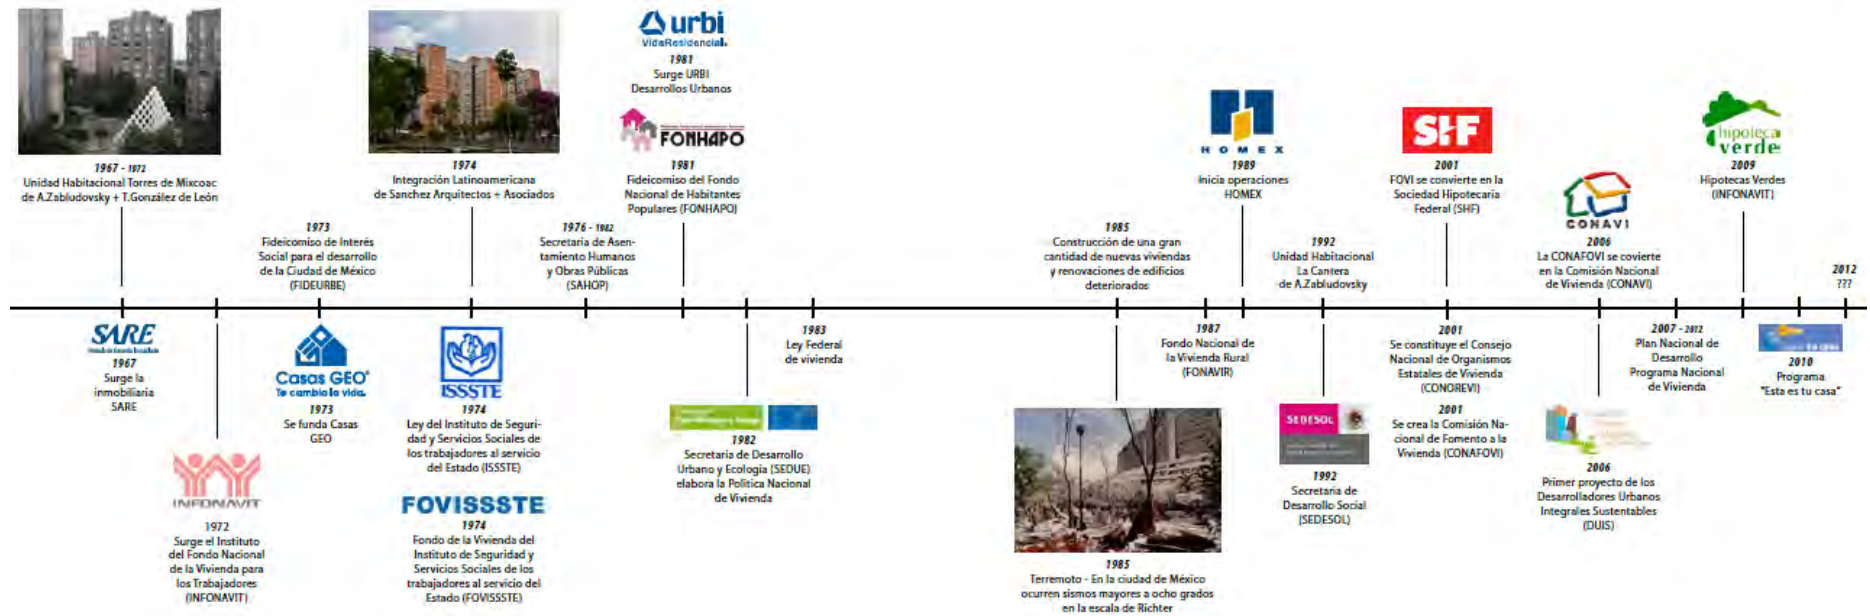 urbi
VidaResidencial.
1981
Surge URBI
Desarrollos Urbanos
FONHAPO
1981
Fideicomiso del Fondo
Nacional de Habitantes
Populares (FONHAPO)
1967 - 1972
Unidad Habitacional Torres de Mixcoac
de A.Zabludovsky + T.González de León
1974
Integración Latinoamericana
de Sanchez Arquitectos + Asociados
1973
Fideicomiso de Interés
Social para el desarrollo
de la Ciudad de México
(FIDEURBE)
1976 - 1982
Secretaria de Asen-
tamiento Humanos
y Obras Públicas
(SAHOP)
HOMEX
1989
Inicia operaciones
HOMEX
SHF
2001
FOVI se convierte en la
Sociedad Hipotecaria
Federal (SHF)
hipoteca
verde
2009
Hipotecas Verdes
(INFONAVIT)
1985
Construcción de una gran
cantidad de nuevas viviendas
y renovaciones de edificios
deteriorados
1992
Unidad Habitacional
La Cantera
de A.Zabludovsky
CONAVI
2006
La CONAFOVI se covierte
en la Comisión Nacional
de Vivienda (CONAVI)
2012
???
SARE
1967
Surge la
inmobiliaria
SARE
INFONAVIT
1972
Surge el Instituto
del Fondo Nacional
de la Vivienda para
los Trabajadores
(INFONAVIT)
Casas GEO
Te cambia la vida.
1973
Se funda Casas
GEO
ISSSTE
1974
Ley del Instituto de Seguri-
dad y Servicios Sociales de
los trabajadores al servicio
del Estado (ISSSTE)
FOVISSSTE
1974
Fondo de la Vivienda del
Instituto de Seguridad y
Servicios Sociales de los
trabajadores al servicio del
Estado (FOVISSSTE)
1982
Secretaría de Desarrollo
Urbano y Ecología (SEDUE)
elabora la Política Nacional
de Vivienda
1983
Ley Federal
de vivienda
1985
Terremoto - En la ciudad de México
ocurren sismos mayores a ocho grados
en la escala de Richter
1987
Fondo Nacional de
la Vivienda Rural
(FONAVIR)
SEDESOL
1992
Secretaria de
Desarrollo Social
(SEDESOL)
2001
Se constituye el Consejo
Nacional de Organismos
Estatales de Vivienda
(CONOREVI)
2001
Se crea la Comisión Na-
cional de Fomento a la
Vivienda (CONAFOVI)
2006
Primer proyecto de los
Desarrolladores Urbanos
Integrales Sustentables
(DUIS)
2007 - 2012
Plan Nacional de
Desarrollo
Programa Nacional
de Vivienda
2010
Programa
"Esta es tu casa"